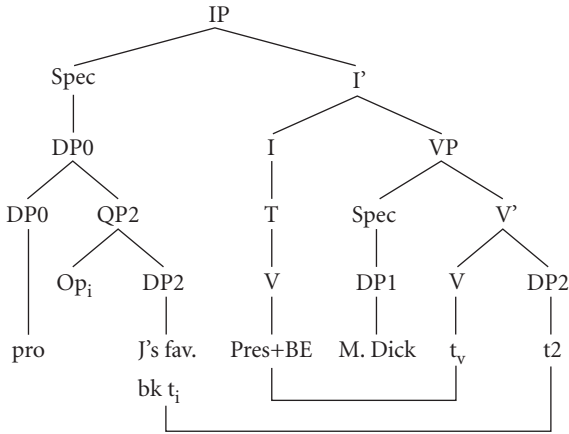 IP
Spec I’
DP0 I VP
DP0 QP2 T Spec V’
Opi DP2 V DP1 V DP2
pro J’s fav. Pres+BE M. Dick tv t2
bk ti